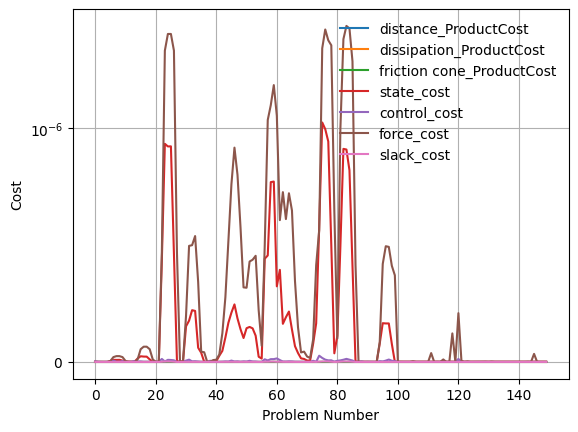 distance_ProductCost
dissipation_ProductCost
friction cone_ProductCost
state_cost
control_cost
force_cost
slack_cost
Cost
10⁻⁶
0
0 20 40 60 80 100 120 140
Problem Number